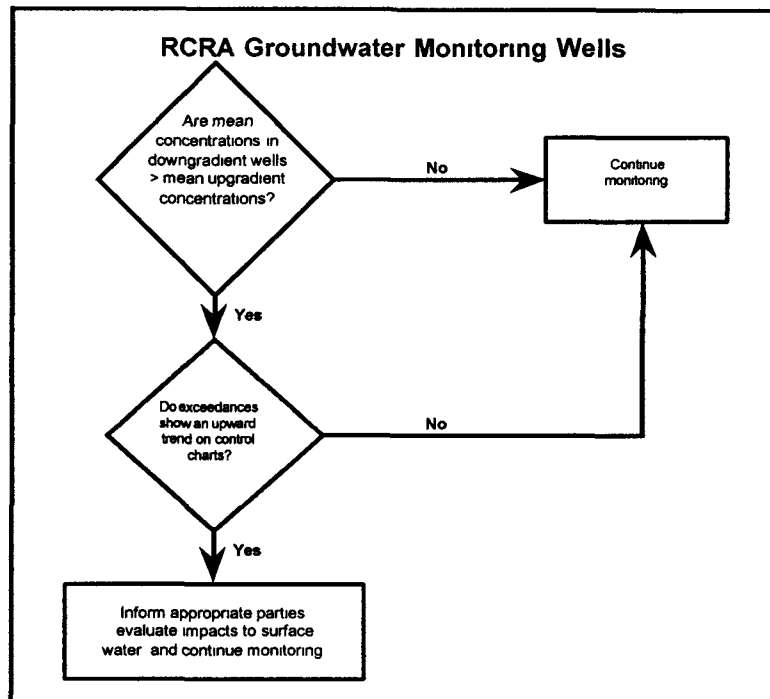 RCRA Groundwater Monitoring Wells
Are mean
concentrations in
downgradient wells
> mean upgradient
concentrations?
No
Continue
monitoring
Yes
Do exceedances
show an upward
trend on control
charts?
No
Yes
Inform appropriate parties
evaluate impacts to surface
water and continue monitoring